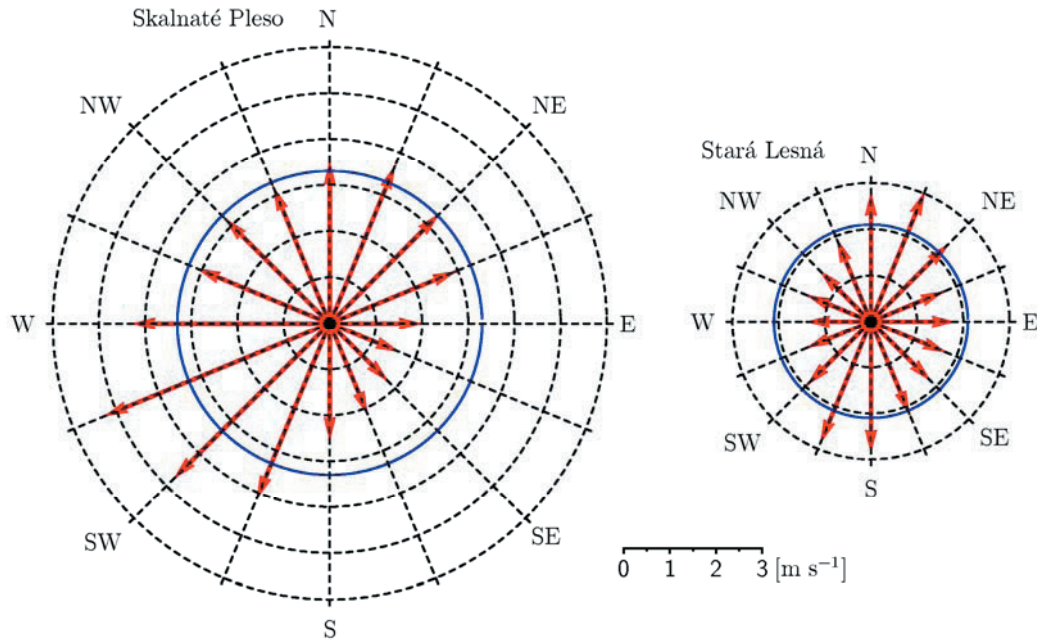 Skalnaté Pleso
N
NW
NE
W
E
SW
SE
S
Stará Lesná
N
NW
NE
W
E
SW
SE
S
0 1 2 3 [m s⁻¹]